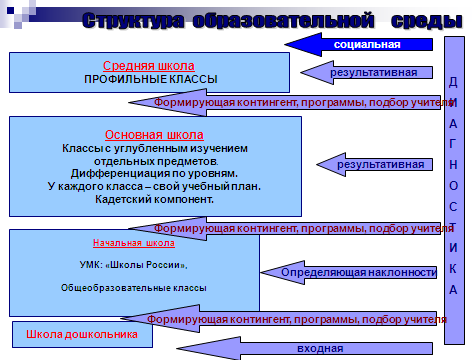 Структура образовательной среды
социальная
Средняя школа
ПРОФИЛЬНЫЕ КЛАССЫ
результативная
Формирующая контингент, программы, подбор учителя
Основная школа
Классы с углубленным изучением
отдельных предметов.
Дифференциация по уровням.
У каждого класса – свой учебный план.
Кадетский компонент.
результативная
Формирующая контингент, программы, подбор учителя
Начальная школа
УМК: «Школы России»,
Общеобразовательные классы
Определяющая наклонности
Формирующая контингент, программы, подбор учителя
Школа дошкольника
входная
ДИАГНОСТИКА